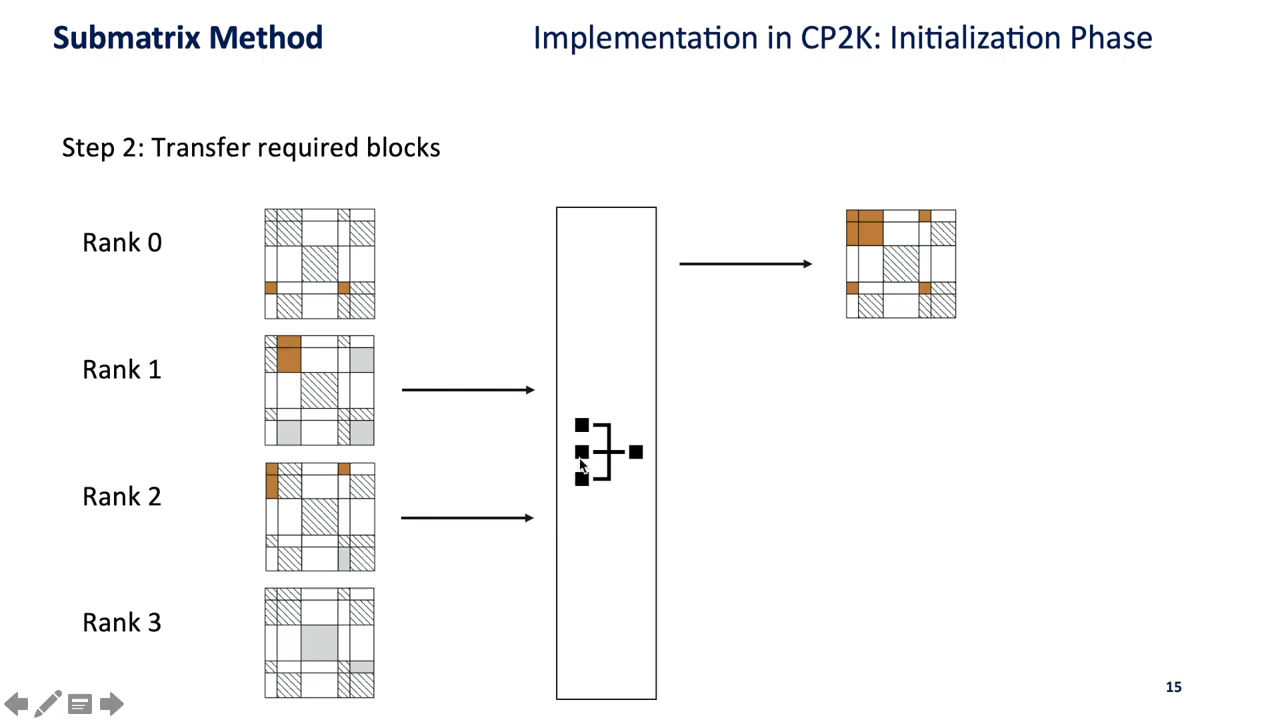 Submatrix Method
Implementation in CP2K: Initialization Phase
Step 2: Transfer required blocks
Rank 0
Rank 1
Rank 2
Rank 3
15